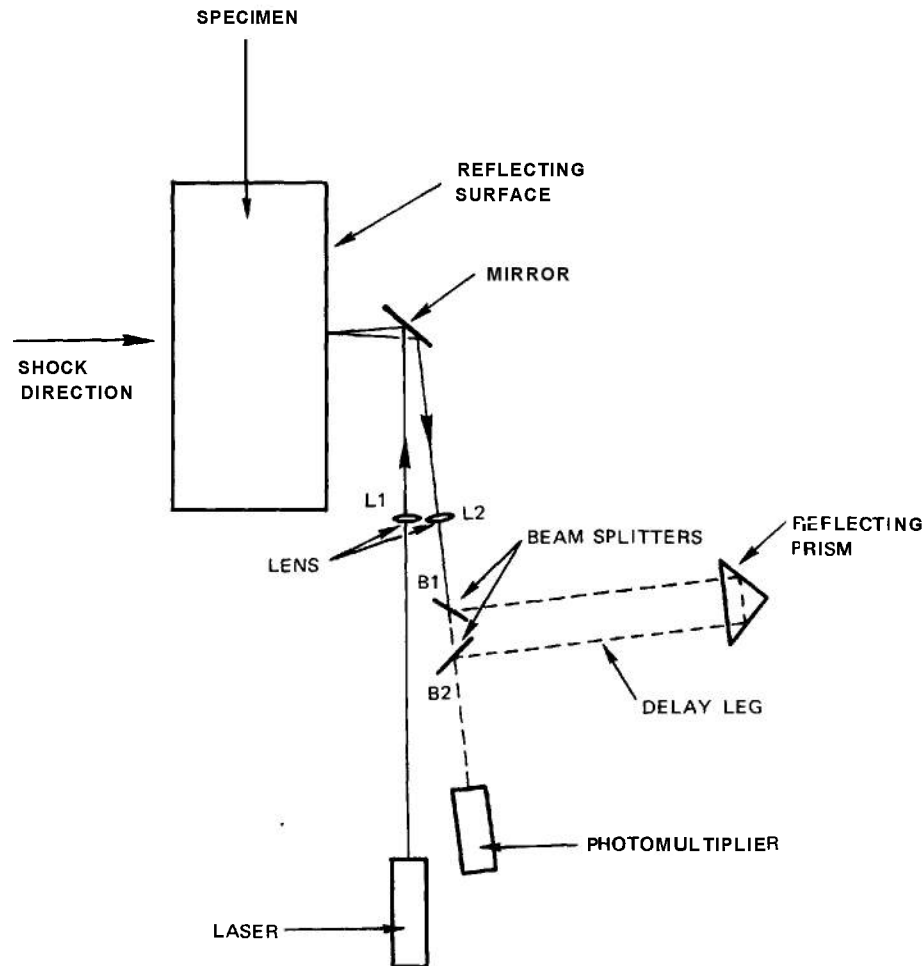 SPECIMEN
REFLECTING
SURFACE
MIRROR
SHOCK
DIRECTION
L1
L2
LENS
BEAM SPLITTERS
REFLECTING
PRISM
B1
B2
DELAY LEG
PHOTOMULTIPLIER
LASER